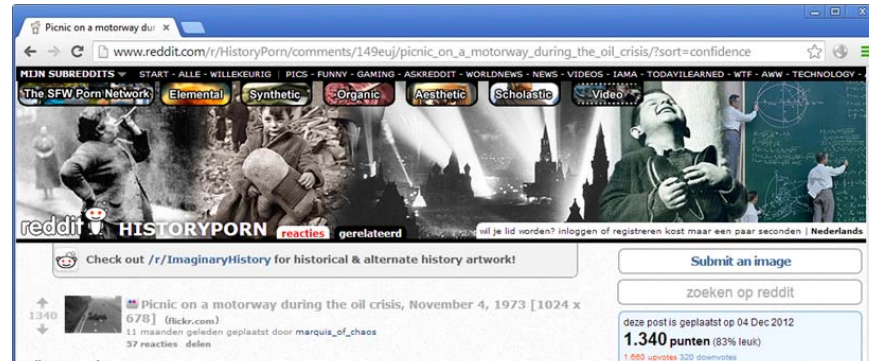 Picnic on a motorway dur
www.reddit.com/r/HistoryPorn/comments/149euj/picnic_on_a_motorway_during_the_oil_crisis/?sort=confidence
MIJN SUBREDDITS START - ALLE - WILLEKEURIG | PICS - FUNNY - GAMING - ASKREDDIT - WORLDNEWS - NEWS - VIDEOS - IAMA - TODAYILEARNED - WTF - AWW - TECHNOLOGY -
The SFW Porn Network Elemental Synthetic Organic Aesthetic Scholastic Video
reddit HISTORYPORN reacties gerelateerd wil je lid worden? inloggen of registreren kost maar een paar seconden | Nederlands
Check out /r/ImaginaryHistory for historical & alternate history artwork!
Submit an image
zoeken op reddit
1340
Picnic on a motorway during the oil crisis, November 4, 1973 [1024 x
678] (flickr.com)
11 maanden geleden geplaatst door marquis_of_chaos
57 reacties delen
deze post is geplaatst op 04 Dec 2012
1.340 punten (83% leuk)
1.660 upvotes 320 downvotes